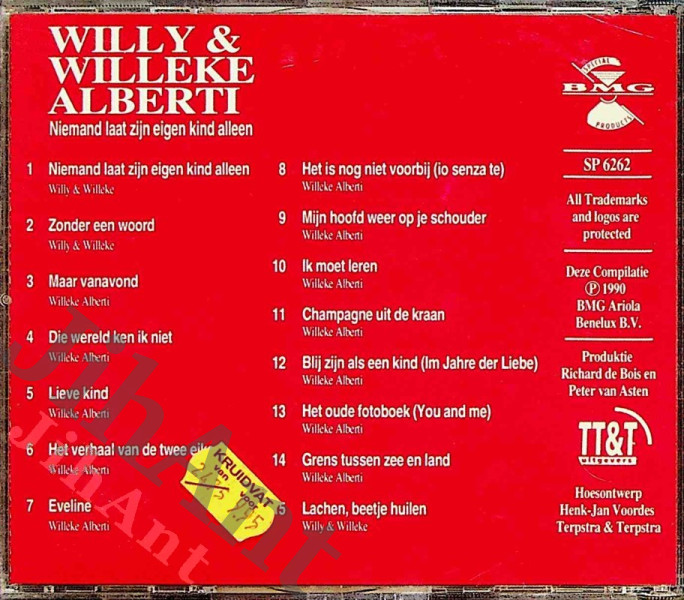 WILLY &
WILLEKE
ALBERTI
Niemand laat zijn eigen kind alleen
1 Niemand laat zijn eigen kind alleen
Willy & Willeke
2 Zonder een woord
Willy & Willeke
3 Maar vanavond
Willeke Alberti
4 Die wereld ken ik niet
Willeke Alberti
5 Lieve kind
Willeke Alberti
6 Het verhaal van de twee
Willeke Alberti
7 Eveline
Willeke Alberti
8 Het is nog niet voorbij (io senza te)
Willeke Alberti
9 Mijn hoofd weer op je schouder
Willeke Alberti
10 Ik moet leren
Willeke Alberti
11 Champagne uit de kraan
Willeke Alberti
12 Blij zijn als een kind (Im Jahre der Liebe)
Willeke Alberti
13 Het oude fotoboek (You and me)
Willeke Alberti
14 Grens tussen zee en land
Willeke Alberti
5 Lachen, beetje huilen
Willy & Willeke
KRUIDVAT
van voor
SPECIAL
BMG
PRODUCTS
SP 6262
All Trademarks
and logos are
protected
Deze Compilatie
℗ 1990
BMG Ariola
Benelux B.V.
Produktie
Richard de Bois en
Peter van Asten
TT&T
uitgevers
Hoesontwerp
Henk-Jan Voordes
Terpstra & Terpstra
© JihAnt
JihAnt